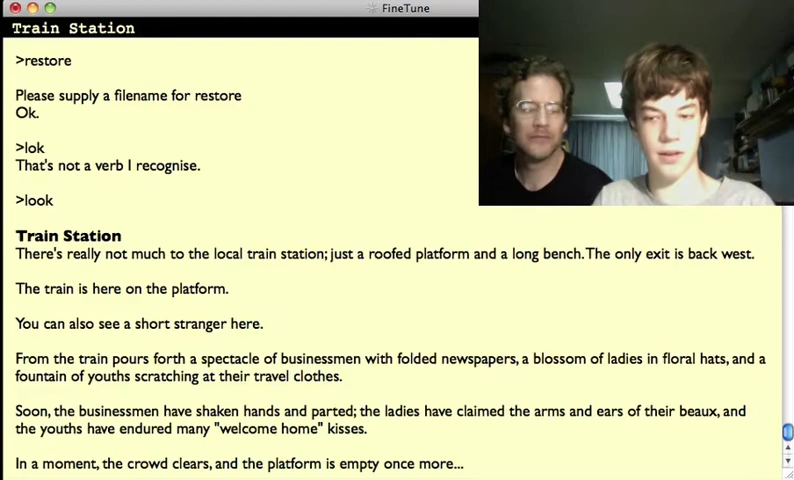 FineTune
Train Station
>restore
Please supply a filename for restore
Ok.
>lok
That's not a verb I recognise.
>look
Train Station
There's really not much to the local train station; just a roofed platform and a long bench. The only exit is back west.
The train is here on the platform.
You can also see a short stranger here.
From the train pours forth a spectacle of businessmen with folded newspapers, a blossom of ladies in floral hats, and a
fountain of youths scratching at their travel clothes.
Soon, the businessmen have shaken hands and parted; the ladies have claimed the arms and ears of their beaux, and
the youths have endured many "welcome home" kisses.
In a moment, the crowd clears, and the platform is empty once more...